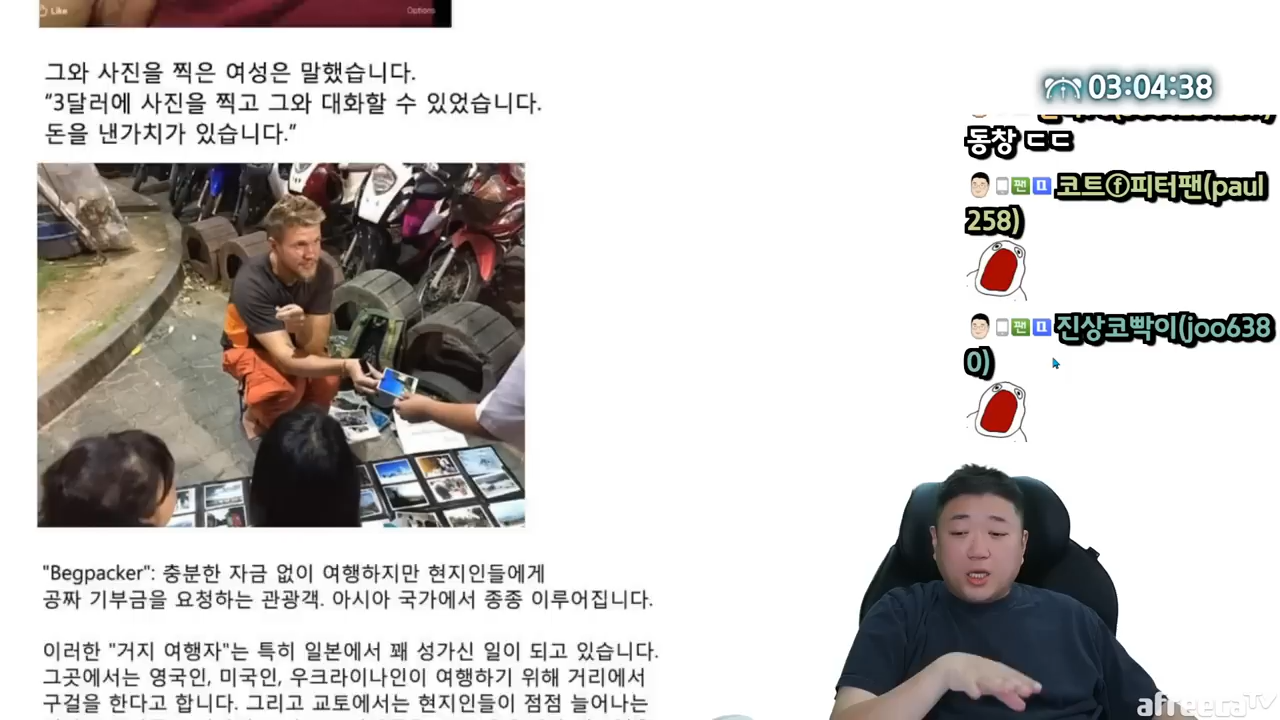 Like
Options
그와 사진을 찍은 여성은 말했습니다.
“3달러에 사진을 찍고 그와 대화할 수 있었습니다.
돈을 낸가치가 있습니다.”
03:04:38
동창 ㄷㄷ
팬 코트ⓕ피터팬(paul
258)
팬 진상코빡이(joo638
0)
"Begpacker": 충분한 자금 없이 여행하지만 현지인들에게
공짜 기부금을 요청하는 관광객. 아시아 국가에서 종종 이루어집니다.
이러한 "거지 여행자"는 특히 일본에서 꽤 성가신 일이 되고 있습니다.
그곳에서는 영국인, 미국인, 우크라이나인이 여행하기 위해 거리에서
구걸을 한다고 합니다. 그리고 교토에서는 현지인들이 점점 늘어나는
afreecaTV